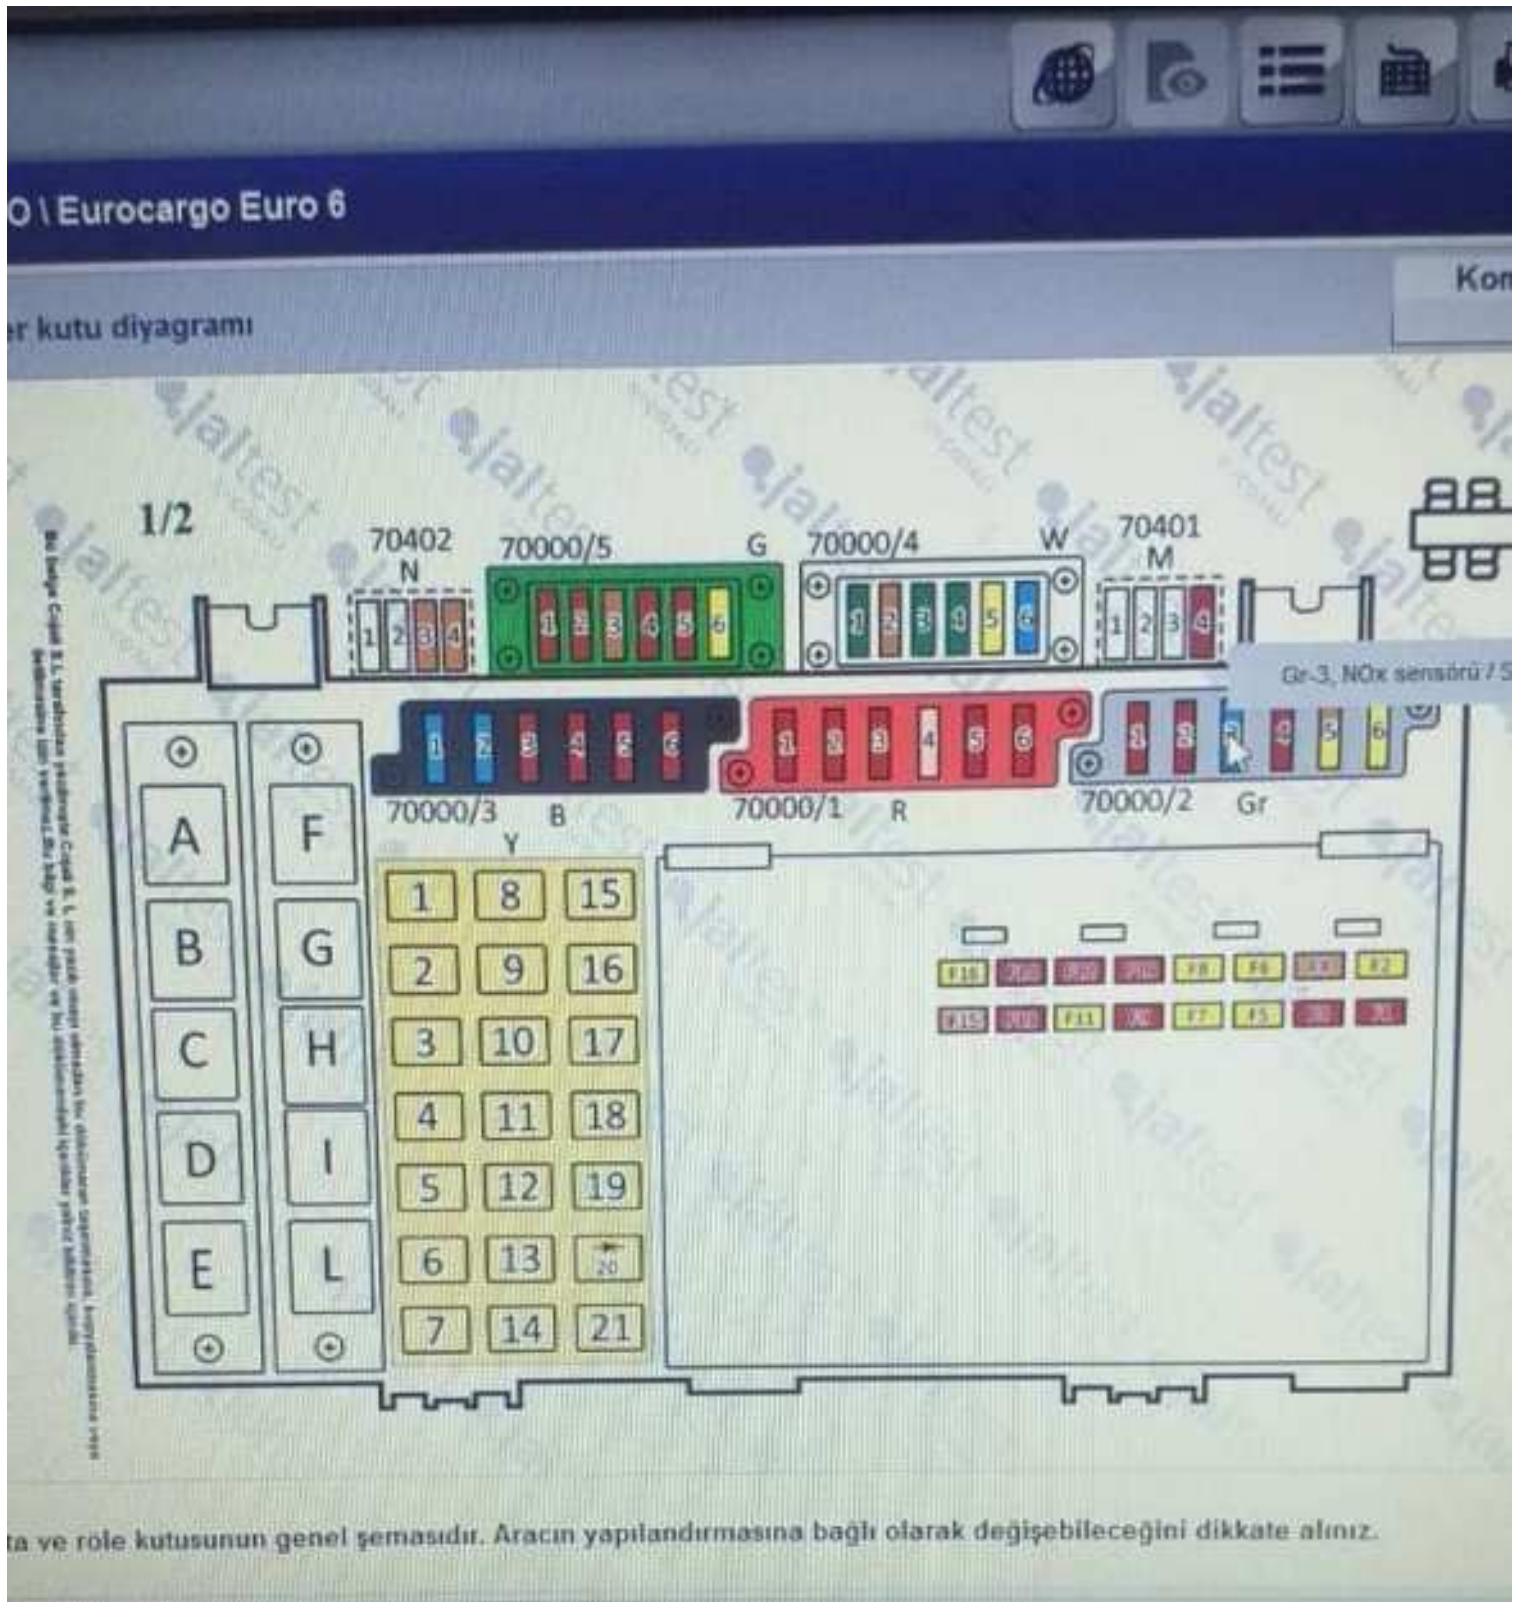 O \ Eurocargo Euro 6
Kon
er kutu diyagramı
1/2
70402
N
70000/5
G
70000/4
W
70401
M
1 2 3 4
1 2 3 4 5 6
1 2 3 4 5 6
1 2 3 4
Gr-3, NOx sensörü / S
1 2 3 4 5 6
1 2 3 4 5 6
1 2 3 4 5 6
70000/3
B
70000/1
R
70000/2
Gr
Y
A
F
B
G
C
H
D
I
E
L
1 8 15
2 9 16
3 10 17
4 11 18
5 12 19
6 13 20
7 14 21
F16
F8
F6
F2
F15
F11
F7
F5
ta ve role kutusunun genel şemasıdır. Aracın yapılandırmasına bağlı olarak değişebileceğini dikkate alınız.
jaltest